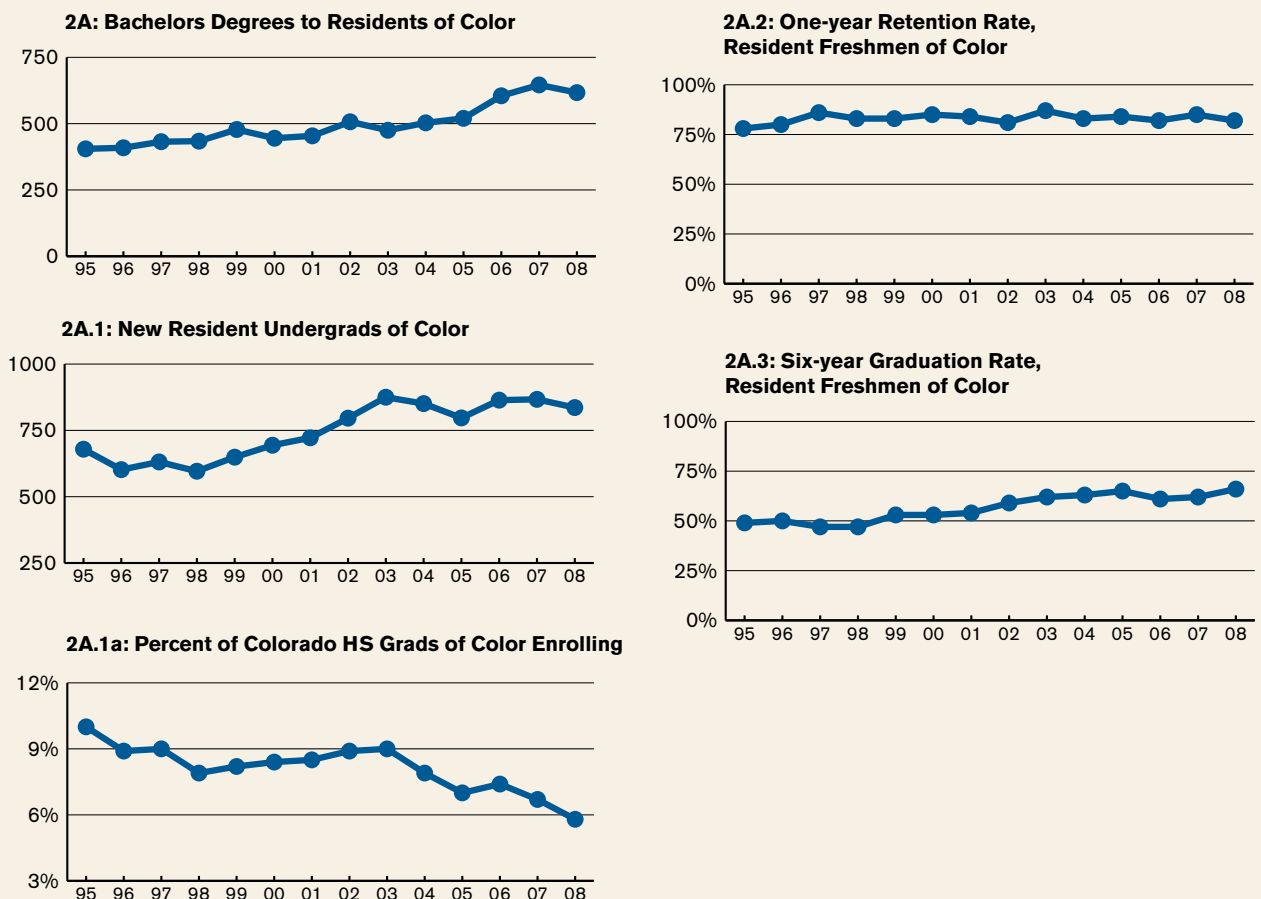 2A: Bachelors Degrees to Residents of Color
750
500
250
0
95 96 97 98 99 00 01 02 03 04 05 06 07 08
2A.1: New Resident Undergrads of Color
1000
750
500
250
95 96 97 98 99 00 01 02 03 04 05 06 07 08
2A.1a: Percent of Colorado HS Grads of Color Enrolling
12%
9%
6%
3%
95 96 97 98 99 00 01 02 03 04 05 06 07 08
2A.2: One-year Retention Rate,
Resident Freshmen of Color
100%
75%
50%
25%
0%
95 96 97 98 99 00 01 02 03 04 05 06 07 08
2A.3: Six-year Graduation Rate,
Resident Freshmen of Color
100%
75%
50%
25%
0%
95 96 97 98 99 00 01 02 03 04 05 06 07 08